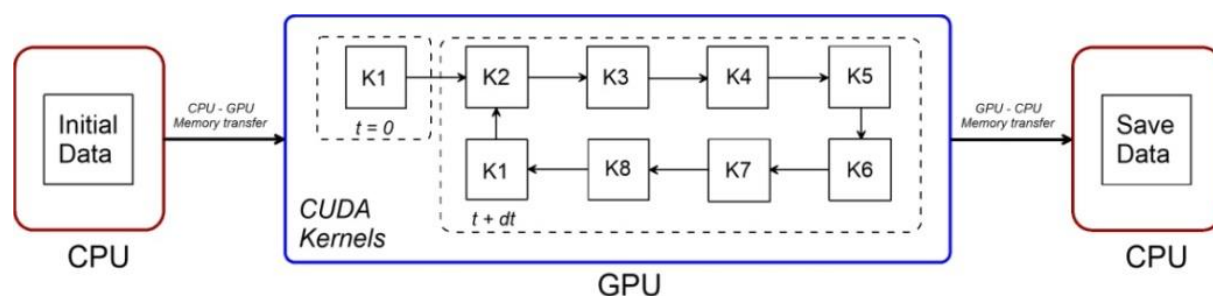 Initial
Data
CPU
CPU - GPU
Memory transfer
K1
t = 0
K2
K3
K4
K5
K6
K7
K8
K1
t + dt
CUDA
Kernels
GPU
GPU - CPU
Memory transfer
Save
Data
CPU